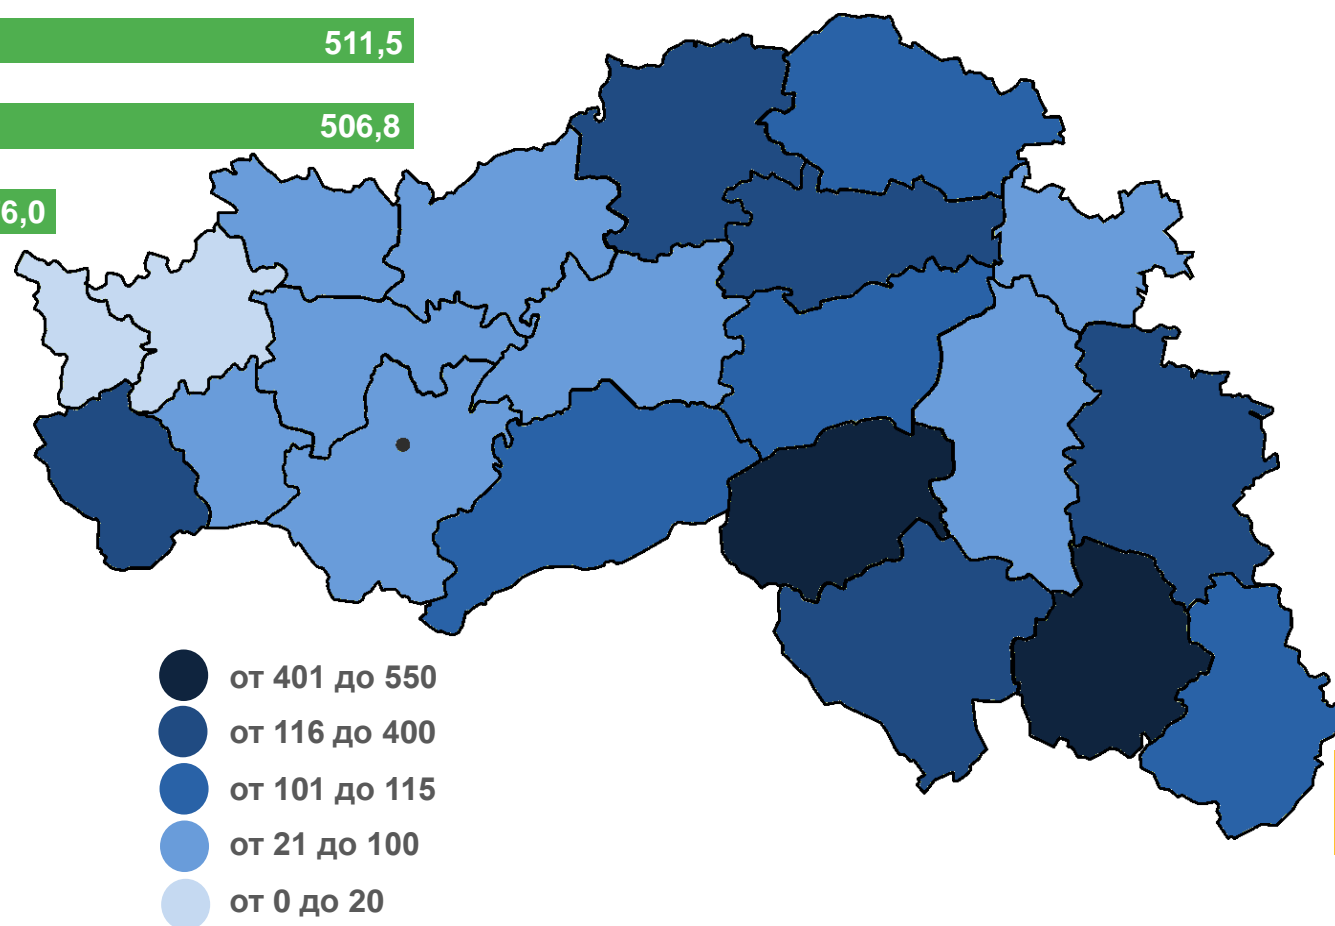 511,5
506,8
6,0
от 401 до 550
от 116 до 400
от 101 до 115
от 21 до 100
от 0 до 20